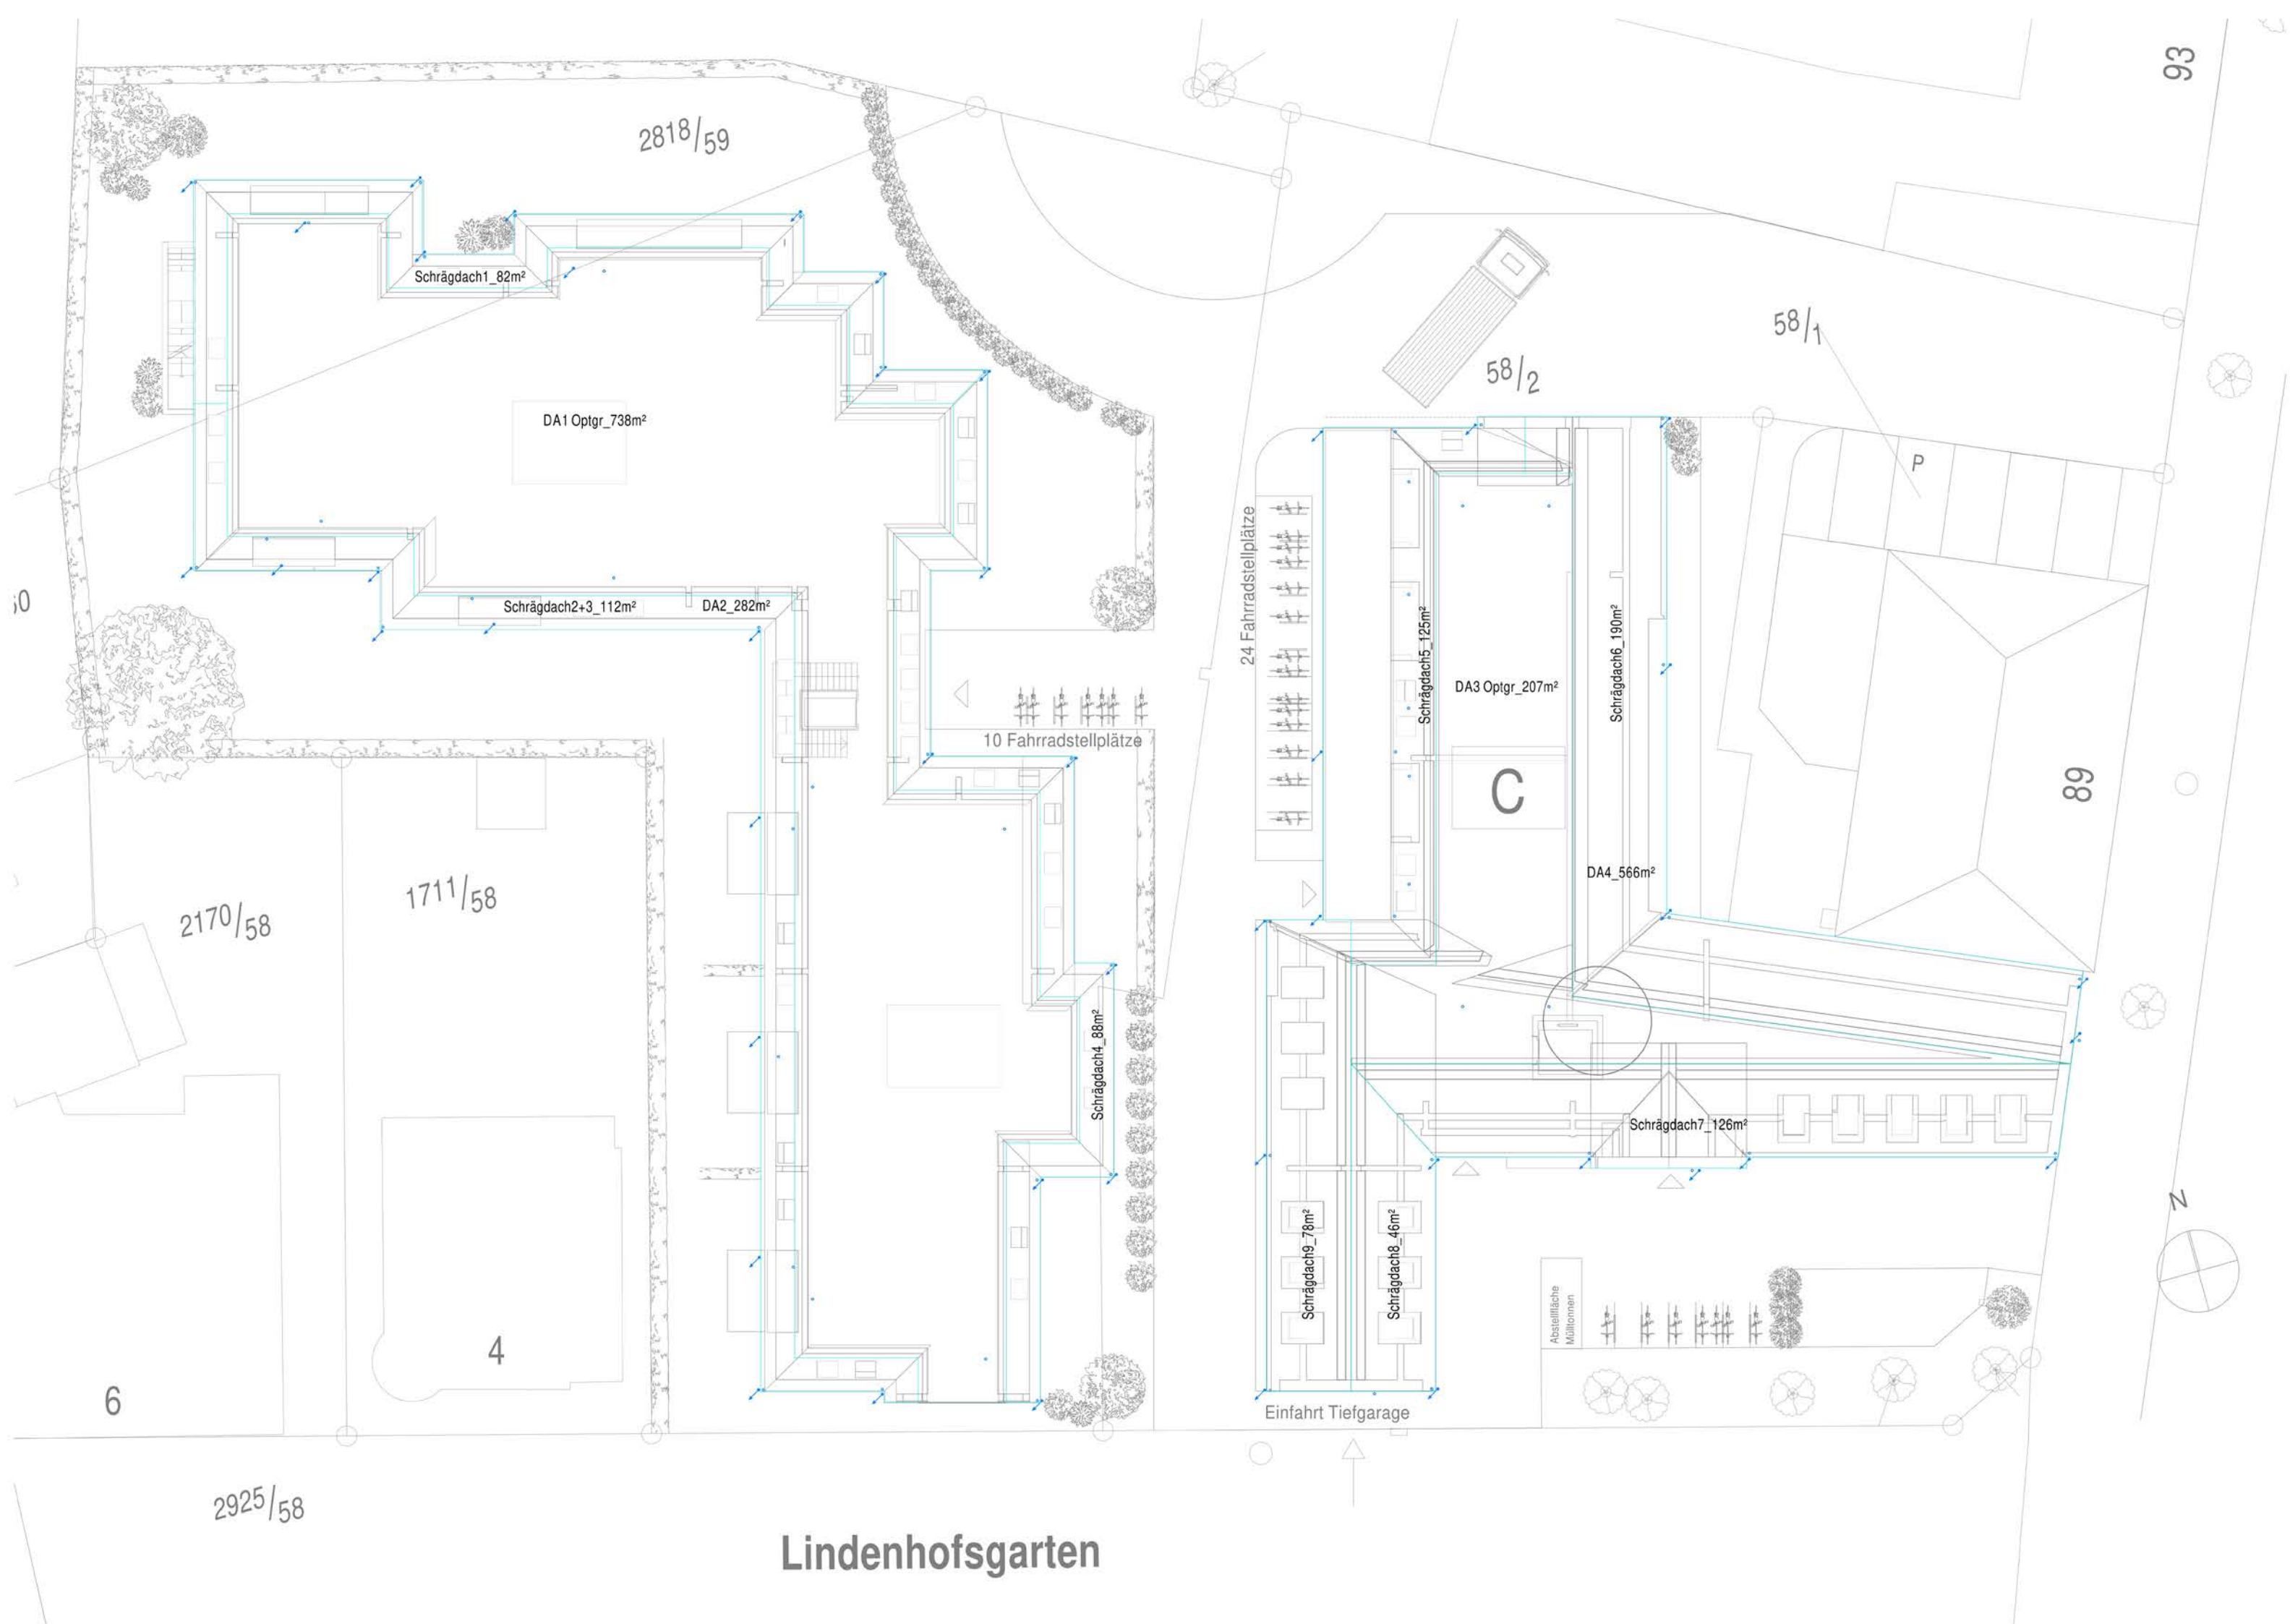 93
2818/59
Schrägdach1_82m²
58/1
58/2
DA1 Optgr_738m²
P
24 Fahrradstellplätze
Schrägdach2+3_112m²
DA2_282m²
Schrägdach5_125m²
DA3 Optgr_207m²
Schrägdach6_190m²
10 Fahrradstellplätze
C
89
DA4_566m²
2170/58
1711/58
Schrägdach4_88m²
Schrägdach7_126m²
N
Schrägdach9_78m²
Schrägdach8_46m²
Abstellfläche
Mülltonnen
4
6
Einfahrt Tiefgarage
2925/58
Lindenhofsgarten